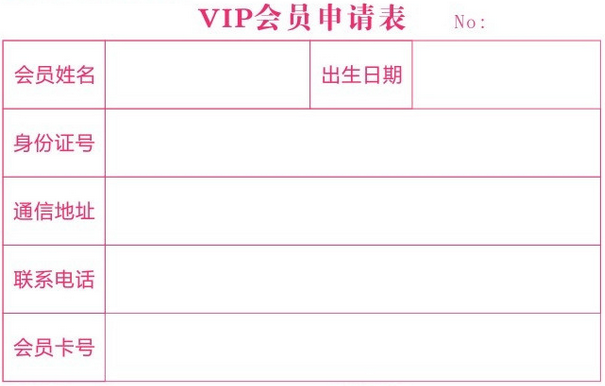 VIP会员申请表 No:
会员姓名 出生日期
身份证号
通信地址
联系电话
会员卡号